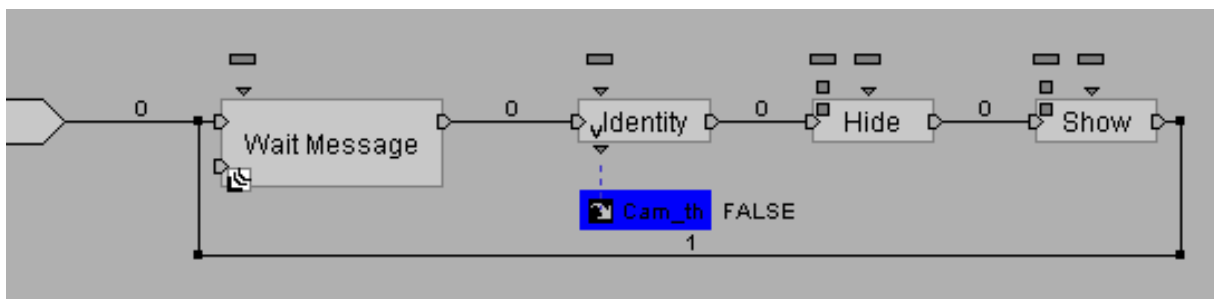 0
0
0
0
Wait Message
Identity
Hide
Show
Cam_th FALSE
1